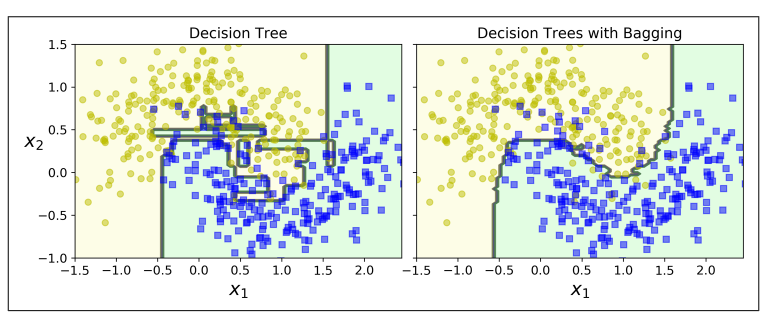 Decision Tree
Decision Trees with Bagging
1.5
1.0
0.5
0.0
−0.5
−1.0
x₂
−1.5 −1.0 −0.5 0.0 0.5 1.0 1.5 2.0
−1.5 −1.0 −0.5 0.0 0.5 1.0 1.5 2.0
x₁
x₁